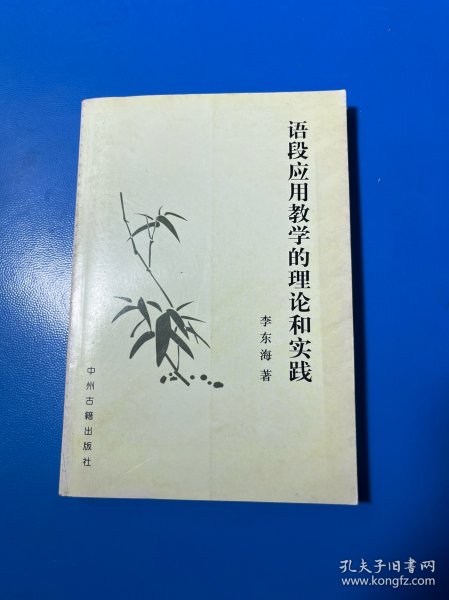 语段应用教学的理论和实践
李东海著
中州古籍出版社
孔夫子旧书网
www.kongfz.com